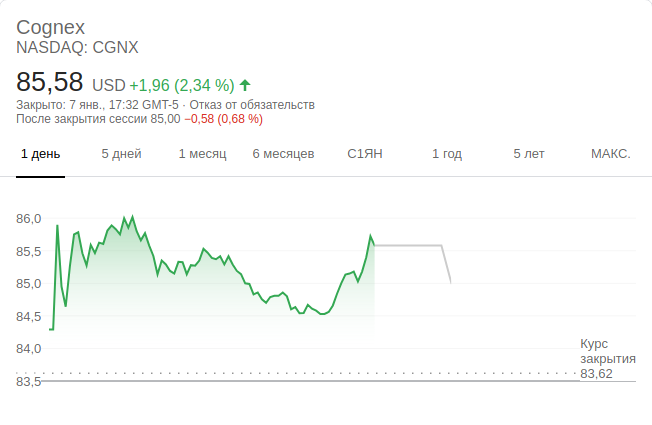 Cognex
NASDAQ: CGNX
85,58 USD +1,96 (2,34 %)
Закрыто: 7 янв., 17:32 GMT-5 · Отказ от обязательств
После закрытия сессии 85,00 −0,58 (0,68 %)
1 день 5 дней 1 месяц 6 месяцев С1ЯН 1 год 5 лет МАКС.
86,0
85,5
85,0
84,5
84,0
Курс
закрытия
83,62
83,5